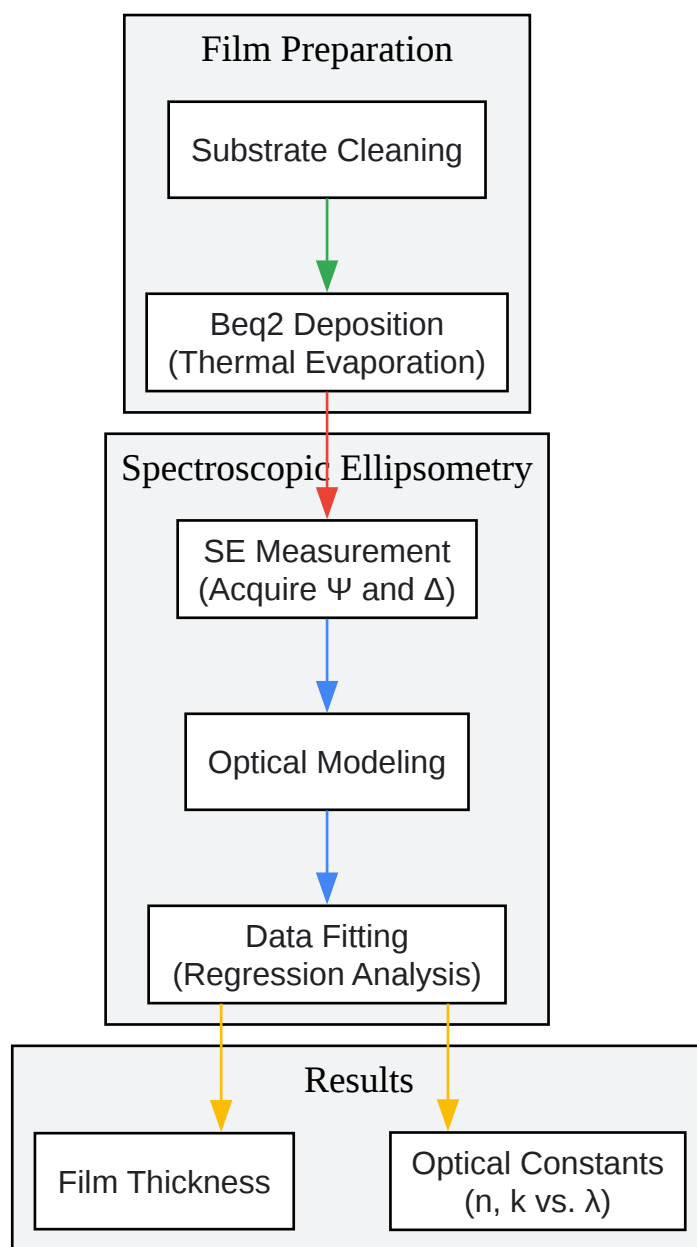 Film Preparation
Substrate Cleaning
Beq2 Deposition
(Thermal Evaporation)
Spectroscopic Ellipsometry
SE Measurement
(Acquire Ψ and Δ)
Optical Modeling
Data Fitting
(Regression Analysis)
Results
Film Thickness
Optical Constants
(n, k vs. λ)